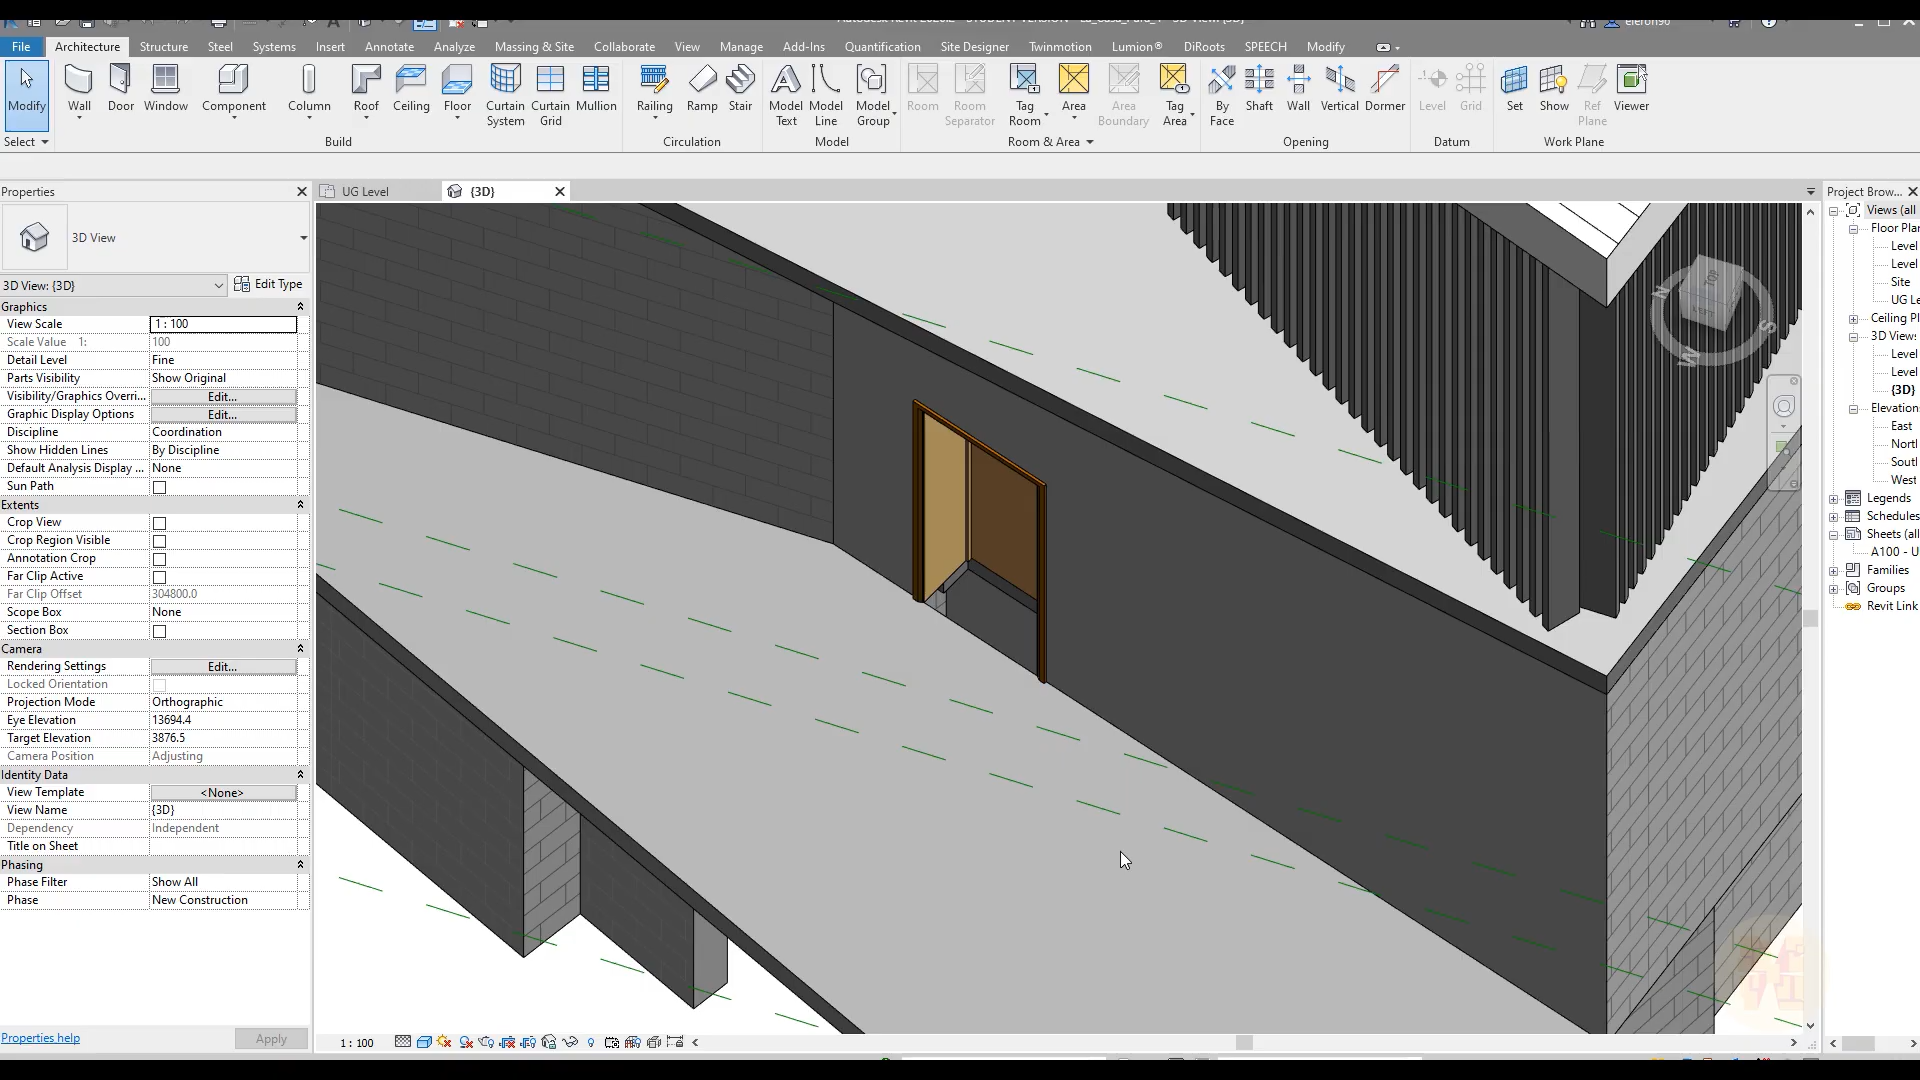 eleron90
File
Architecture
Structure
Steel
Systems
Insert
Annotate
Analyze
Massing & Site
Collaborate
View
Manage
Add-Ins
Quantification
Site Designer
Twinmotion
Lumion®
DiRoots
SPEECH
Modify
Modify
Wall
Door
Window
Component
Column
Roof
Ceiling
Floor
Curtain
System
Curtain
Grid
Mullion
Railing
Ramp
Stair
Model
Text
Model
Line
Model
Group
Room
Room
Separator
Tag
Room
Area
Area
Boundary
Tag
Area
By
Face
Shaft
Wall
Vertical
Dormer
Level
Grid
Set
Show
Ref
Plane
Viewer
Select
Build
Circulation
Model
Room & Area
Opening
Datum
Work Plane
Properties
3D View
3D View: {3D}
Edit Type
Graphics
View Scale
1 : 100
Scale Value 1:
100
Detail Level
Fine
Parts Visibility
Show Original
Visibility/Graphics Overri...
Edit...
Graphic Display Options
Edit...
Discipline
Coordination
Show Hidden Lines
By Discipline
Default Analysis Display ...
None
Sun Path
Extents
Crop View
Crop Region Visible
Annotation Crop
Far Clip Active
Far Clip Offset
304800.0
Scope Box
None
Section Box
Camera
Rendering Settings
Edit...
Locked Orientation
Projection Mode
Orthographic
Eye Elevation
13694.4
Target Elevation
3876.5
Camera Position
Adjusting
Identity Data
View Template
<None>
View Name
{3D}
Dependency
Independent
Title on Sheet
Phasing
Phase Filter
Show All
Phase
New Construction
Properties help
Apply
UG Level
{3D}
TOP
LEFT
S
1 : 100
Project Brow...
Views (all
Floor Plan
Level
Level
Site
UG Le
Ceiling Pl
3D Views
Level
Level
{3D}
Elevations
East
North
South
West
Legends
Schedules
Sheets (all
A100 - U
Families
Groups
Revit Link